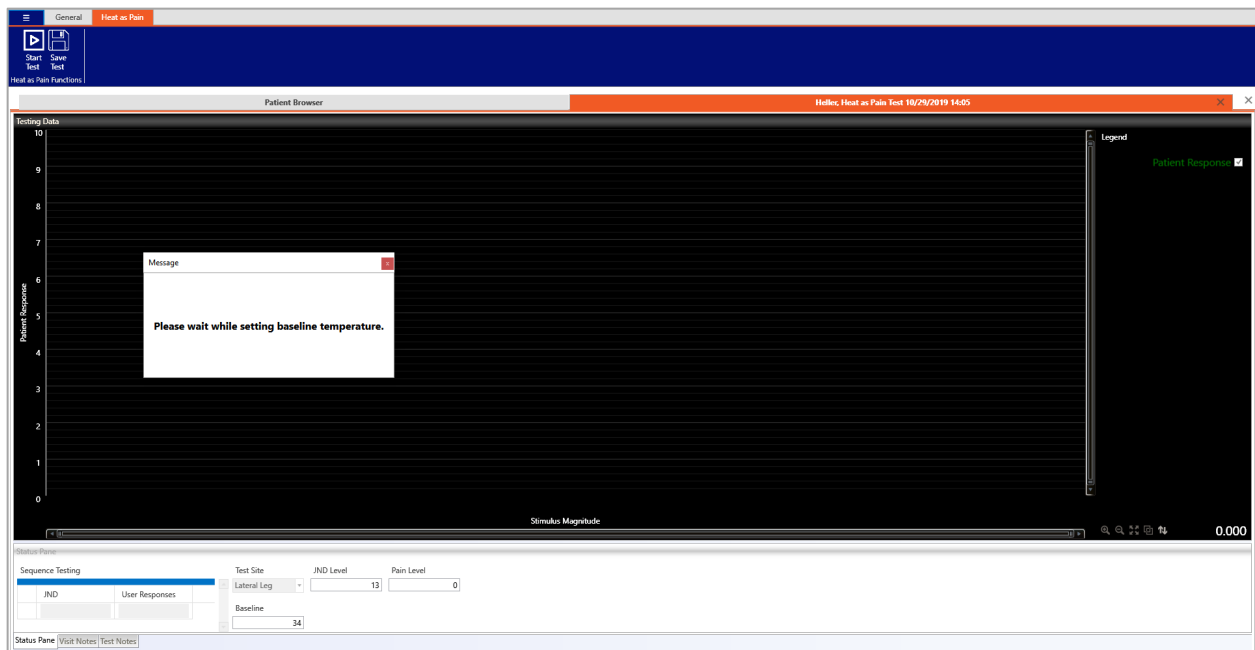 ☰ General Heat as Pain
Start Test Save Test
Heat as Pain Functions
Patient Browser Heller, Heat as Pain Test 10/29/2019 14:05
Testing Data
10
9
8
7
6
5
4
3
2
1
0
Patient Response
Stimulus Magnitude
Legend
Patient Response
Message
Please wait while setting baseline temperature.
0.000
Status Pane
Sequence Testing
JND User Responses
Test Site JND Level Pain Level
Lateral Leg 13 0
Baseline
34
Status Pane Visit Notes Test Notes